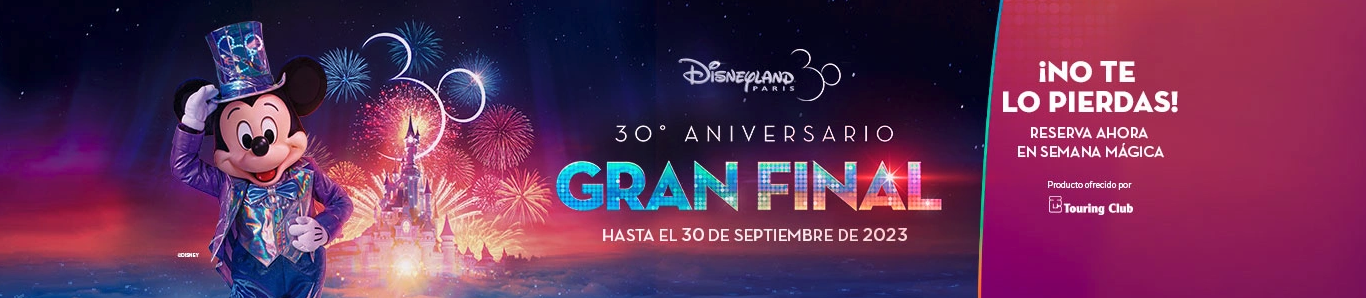 DISNEYLAND
PARIS
30
30° ANIVERSARIO
GRAN FINAL
HASTA EL 30 DE SEPTIEMBRE DE 2023
©DISNEY
¡NO TE
LO PIERDAS!
RESERVA AHORA
EN SEMANA MÁGICA
Producto ofrecido por
Touring Club